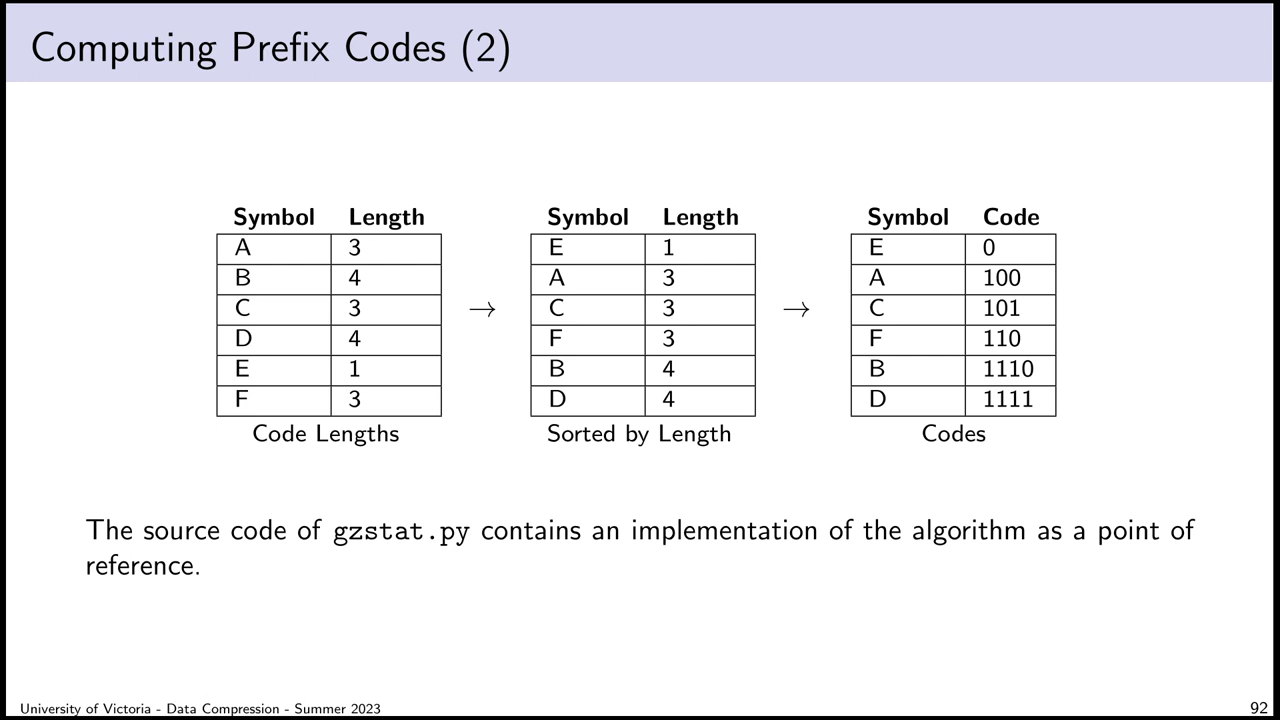 Computing Prefix Codes (2)
Symbol Length
A 3
B 4
C 3
D 4
E 1
F 3
Code Lengths
→
Symbol Length
E 1
A 3
C 3
F 3
B 4
D 4
Sorted by Length
→
Symbol Code
E 0
A 100
C 101
F 110
B 1110
D 1111
Codes
The source code of gzstat.py contains an implementation of the algorithm as a point of
reference.
University of Victoria - Data Compression - Summer 2023
92